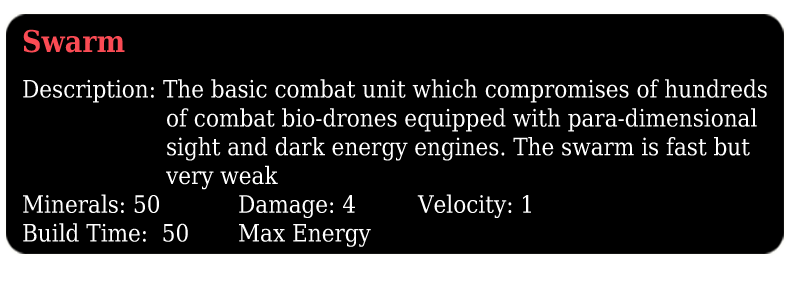 Swarm
Description: The basic combat unit which compromises of hundreds
of combat bio-drones equipped with para-dimensional
sight and dark energy engines. The swarm is fast but
very weak
Minerals: 50 Damage: 4 Velocity: 1
Build Time: 50 Max Energy